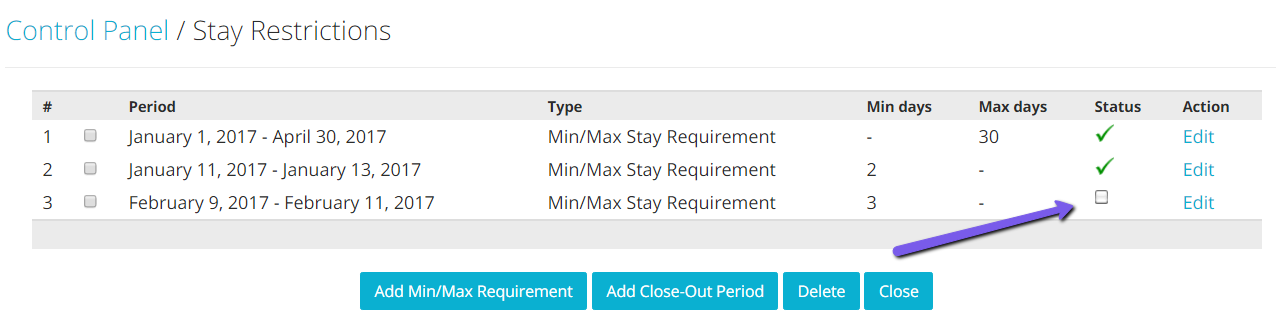 Control Panel / Stay Restrictions
# Period Type Min days Max days Status Action
1 January 1, 2017 - April 30, 2017 Min/Max Stay Requirement - 30 Edit
2 January 11, 2017 - January 13, 2017 Min/Max Stay Requirement 2 - Edit
3 February 9, 2017 - February 11, 2017 Min/Max Stay Requirement 3 - Edit
Add Min/Max Requirement Add Close-Out Period Delete Close